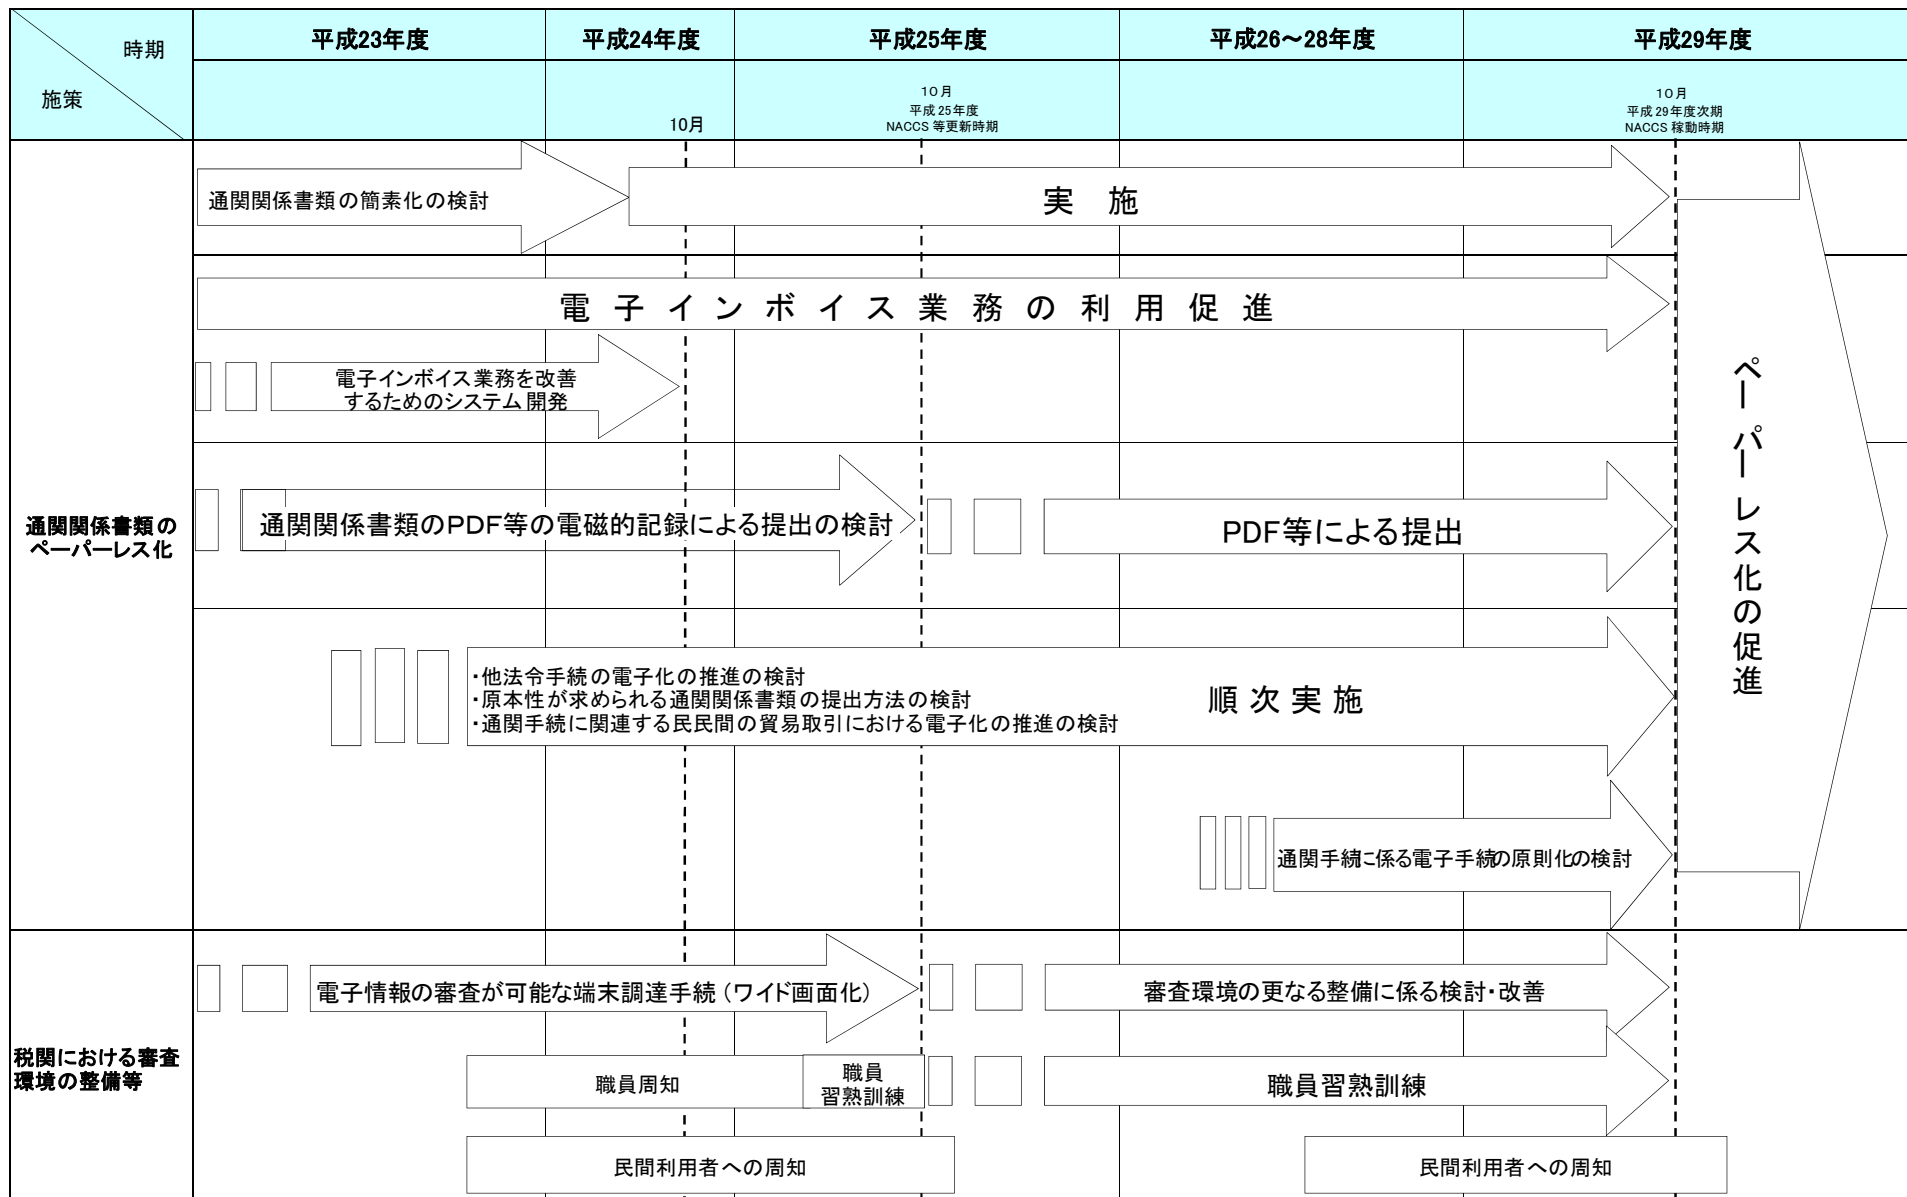 時期
施策
平成23年度
平成24年度
平成25年度
平成26～28年度
平成29年度
10月
10月
平成25年度
NACCS等更新時期
10月
平成29年度次期
NACCS稼動時期
通関関係書類の
ペーパーレス化
通関関係書類の簡素化の検討
実 施
電子インボイス業務の利用促進
電子インボイス業務を改善
するためのシステム開発
通関関係書類のPDF等の電磁的記録による提出の検討
PDF等による提出
・他法令手続の電子化の推進の検討
・原本性が求められる通関関係書類の提出方法の検討
・通関手続に関連する民民間の貿易取引における電子化の推進の検討
順次実施
通関手続に係る電子手続の原則化の検討
ペーパーレス化の促進
税関における審査
環境の整備等
電子情報の審査が可能な端末調達手続（ワイド画面化）
審査環境の更なる整備に係る検討・改善
職員周知
職員
習熟訓練
職員習熟訓練
民間利用者への周知
民間利用者への周知